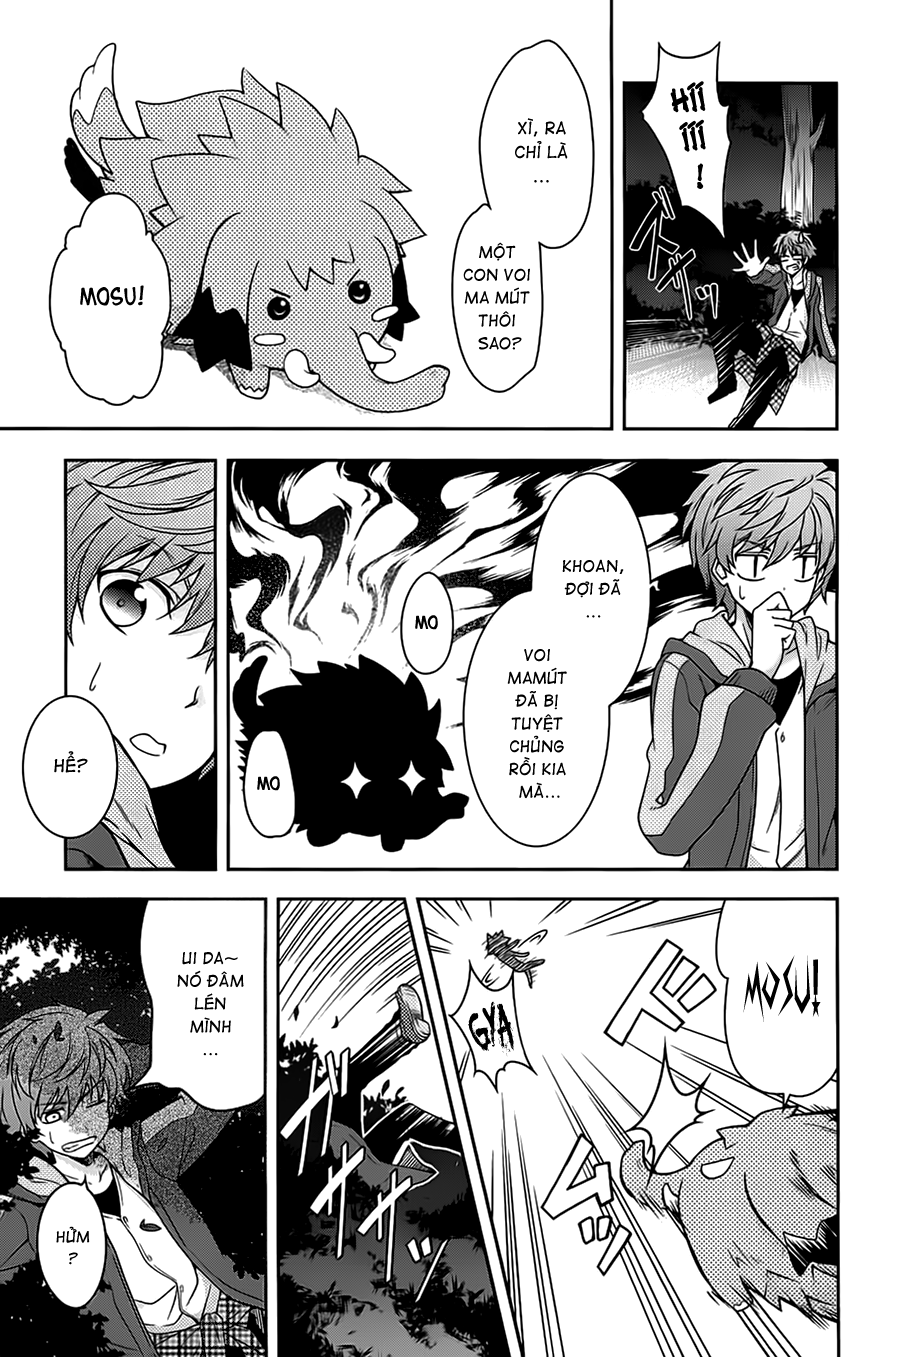 HÍÍ
ÍÍÍ
!
XÌ, RA
CHỈ LÀ
...
MỘT
CON VOI
MA MÚT
THÔI
SAO?
MOSU!
KHOAN,
ĐỢI ĐÃ
...
VOI
MAMÚT
ĐÃ BỊ
TUYỆT
CHỦNG
RỒI KIA
MÀ...
MO
MO
HỂ?
MOSU!
GYA
UI DA~
NÓ ĐÂM
LÉN
MÌNH
...
HỬM
?